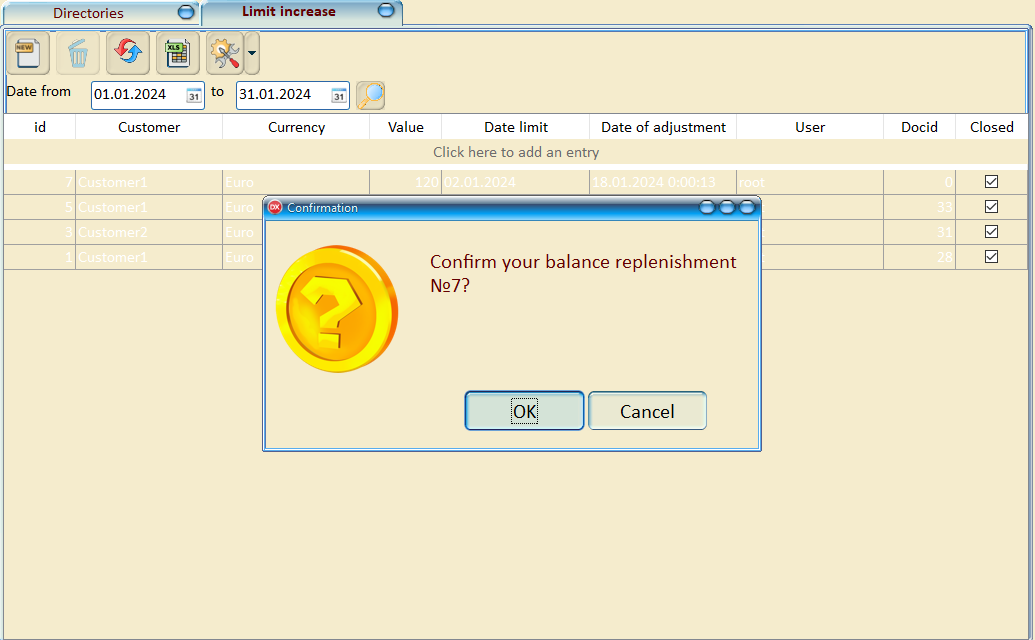 Directories
Limit increase
NEW
XLS
Date from 01.01.2024 31 to 31.01.2024 31
id Customer Currency Value Date limit Date of adjustment User Docid Closed
Click here to add an entry
7 Customer1 Euro 120 02.01.2024 18.01.2024 0:00:13 root 0
5 Customer1 Euro 33
3 Customer2 Euro 31
1 Customer1 Euro 28
DX Confirmation
Confirm your balance replenishment
№7?
OK Cancel